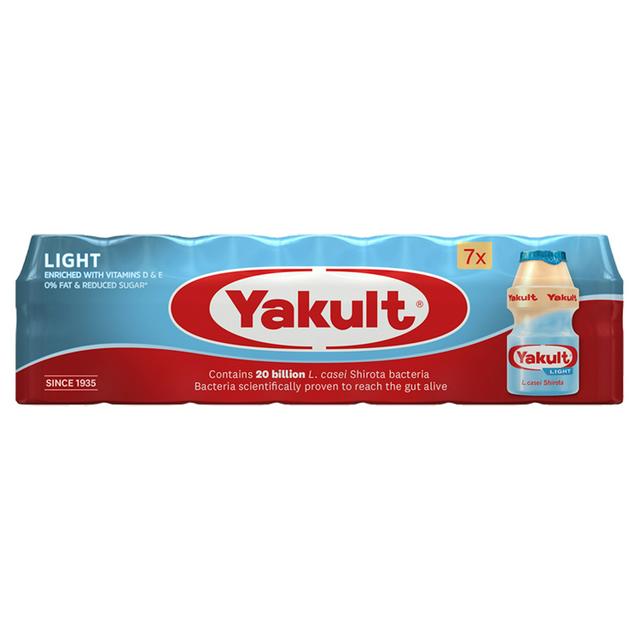 LIGHT
ENRICHED WITH VITAMINS D & E
0% FAT & REDUCED SUGAR*
7x
Yakult®
Yakult Yakult
Yakult
LIGHT
L. casei Shirota
SINCE 1935
Contains 20 billion L. casei Shirota bacteria
Bacteria scientifically proven to reach the gut alive